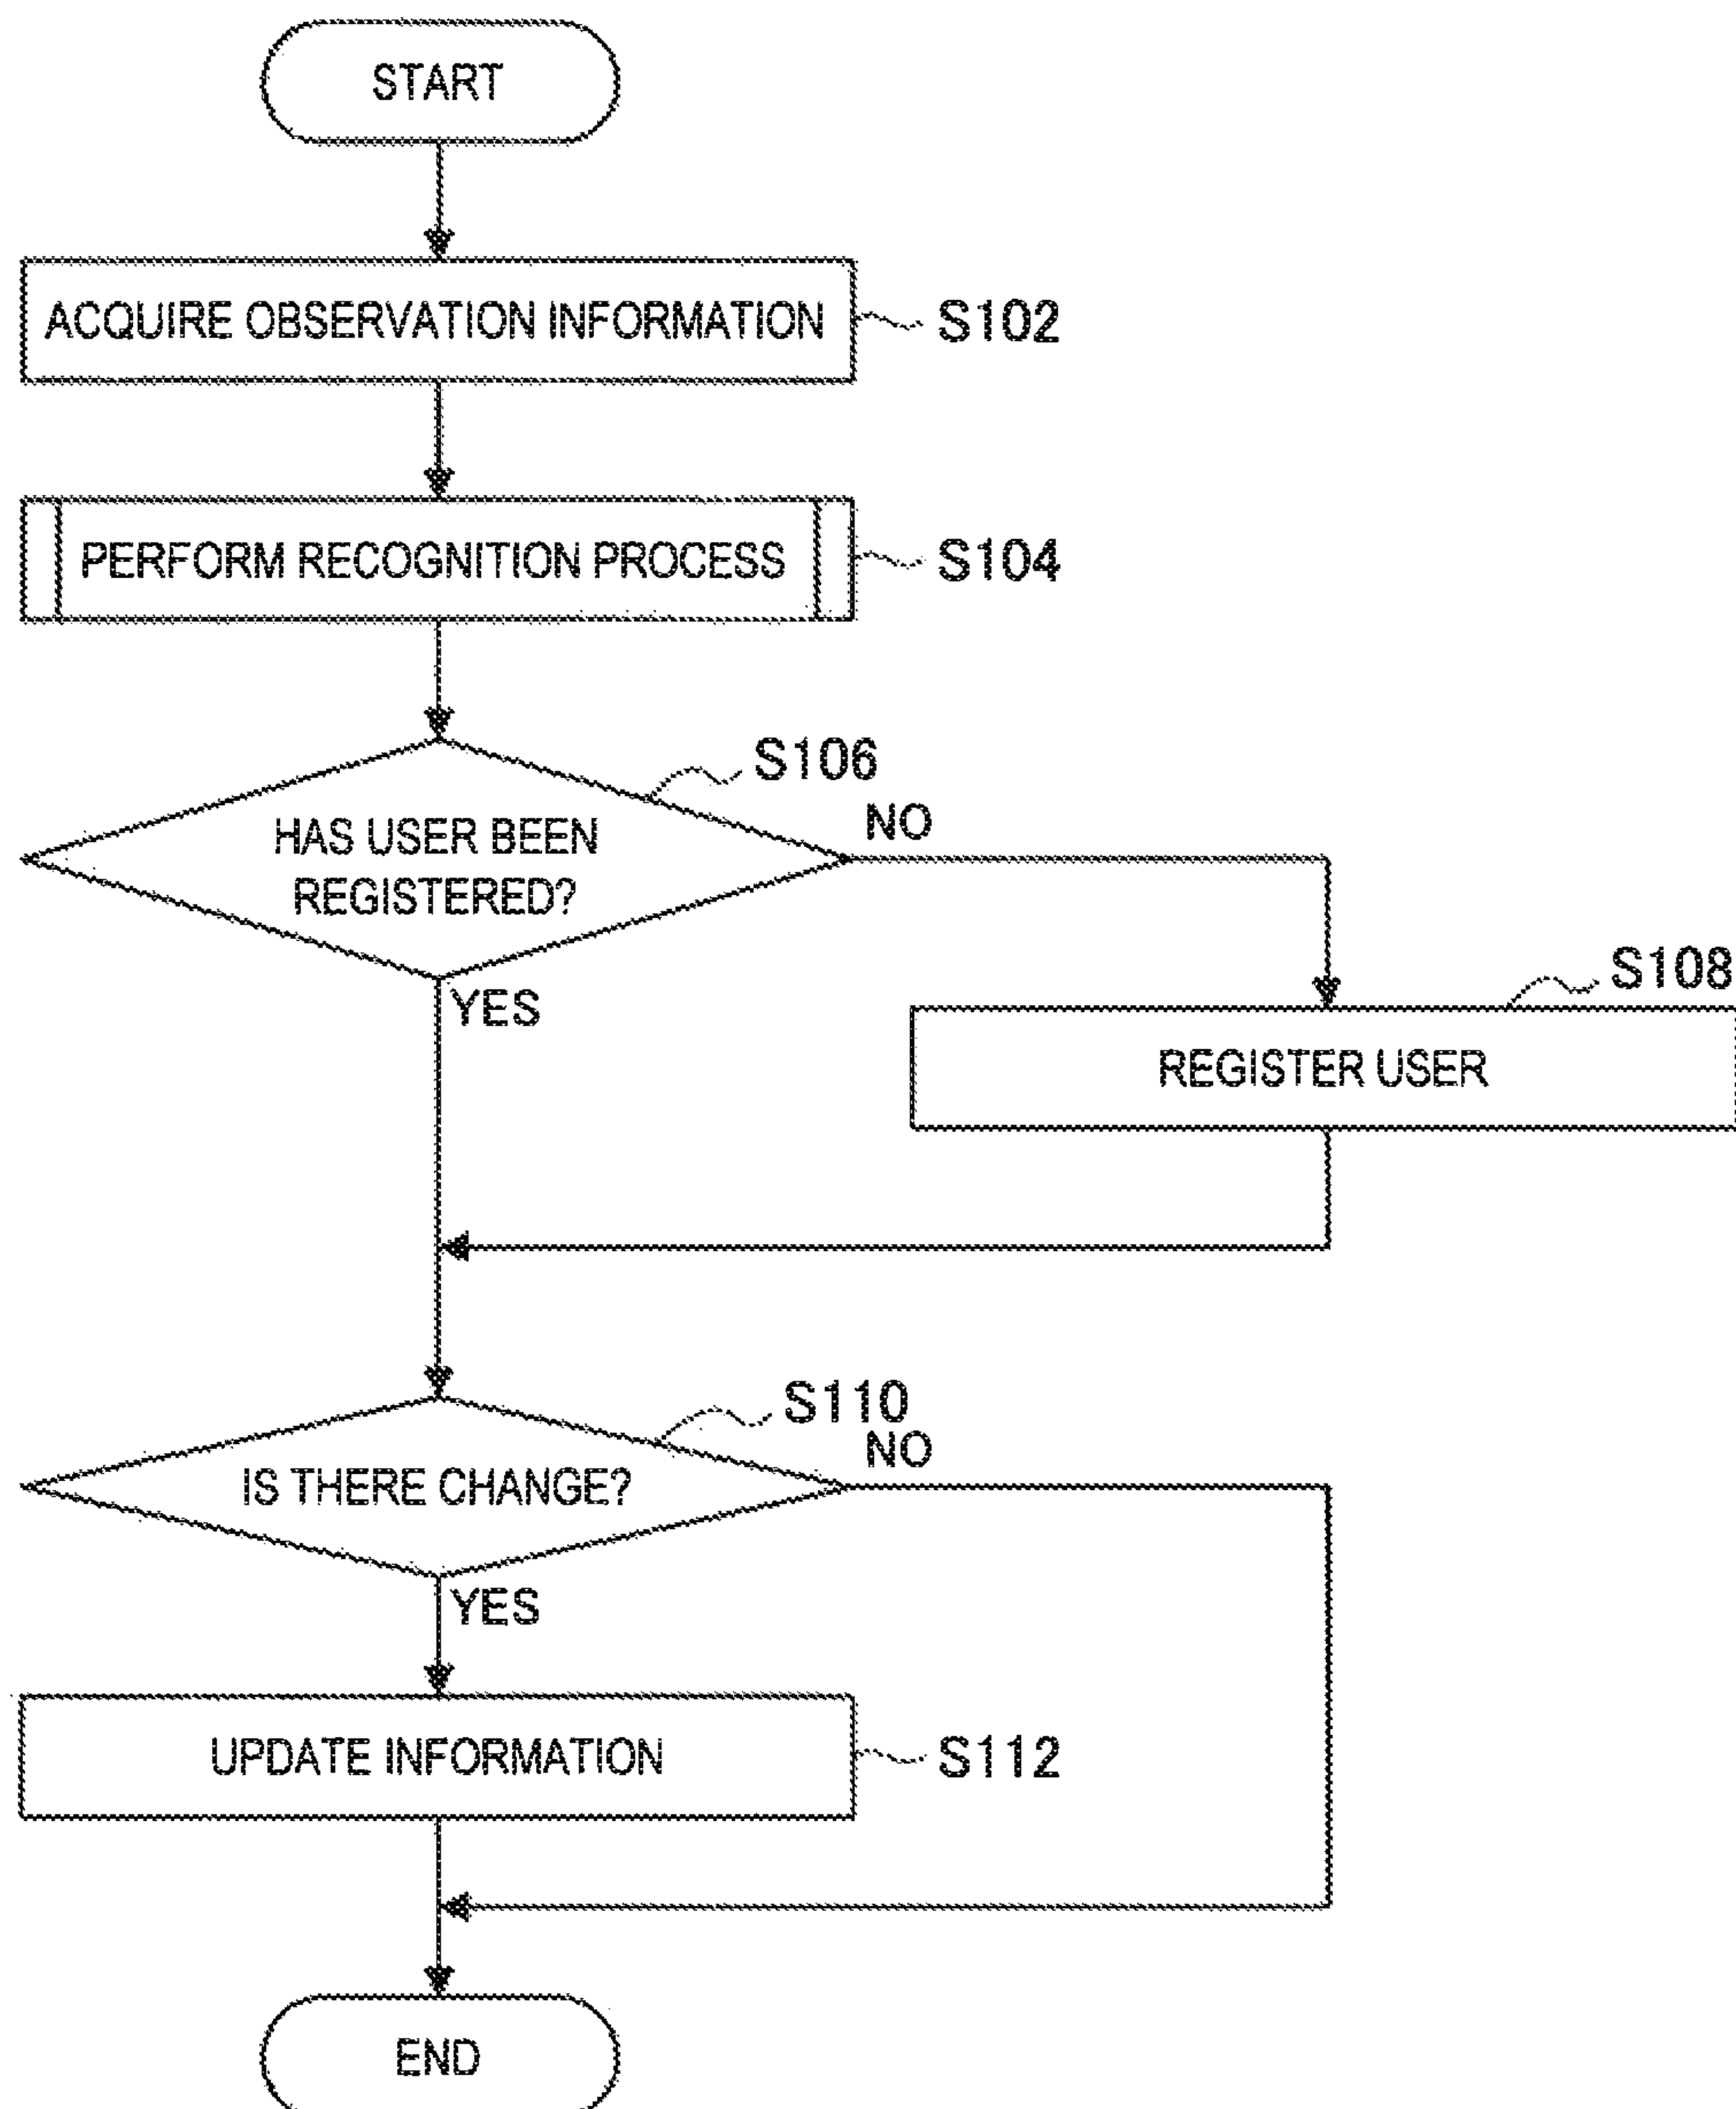 START
ACQUIRE OBSERVATION INFORMATION
S102
PERFORM RECOGNITION PROCESS
S104
S106
HAS USER BEEN
REGISTERED?
NO
YES
S108
REGISTER USER
S110
NO
IS THERE CHANGE?
YES
UPDATE INFORMATION
S112
END